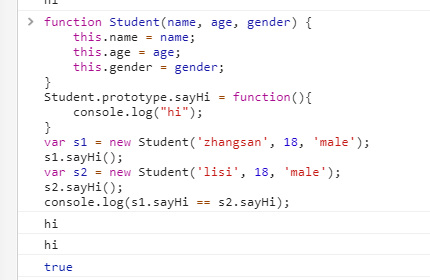 hi
function Student(name, age, gender) {
    this.name = name;
    this.age = age;
    this.gender = gender;
}
Student.prototype.sayHi = function(){
    console.log("hi");
}
var s1 = new Student('zhangsan', 18, 'male');
s1.sayHi();
var s2 = new Student('lisi', 18, 'male');
s2.sayHi();
console.log(s1.sayHi == s2.sayHi);
hi
hi
true